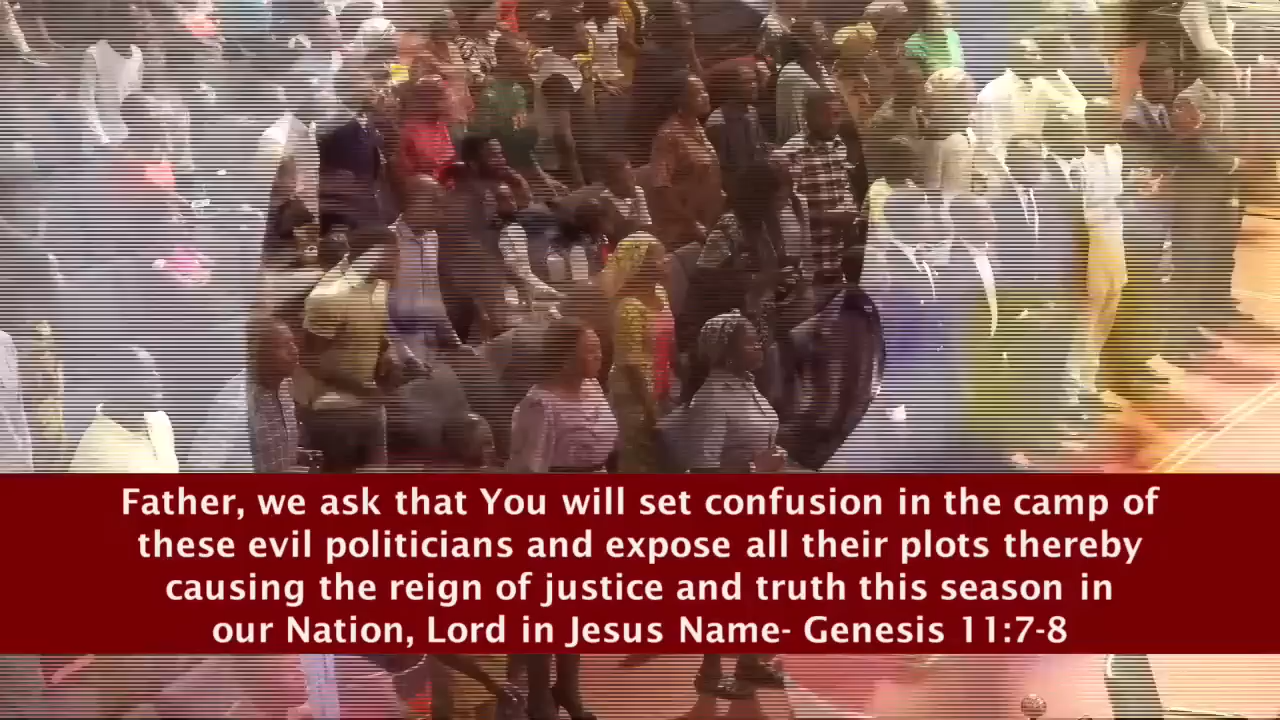 Father, we ask that You will set confusion in the camp of
these evil politicians and expose all their plots thereby
causing the reign of justice and truth this season in
our Nation, Lord in Jesus Name- Genesis 11:7-8